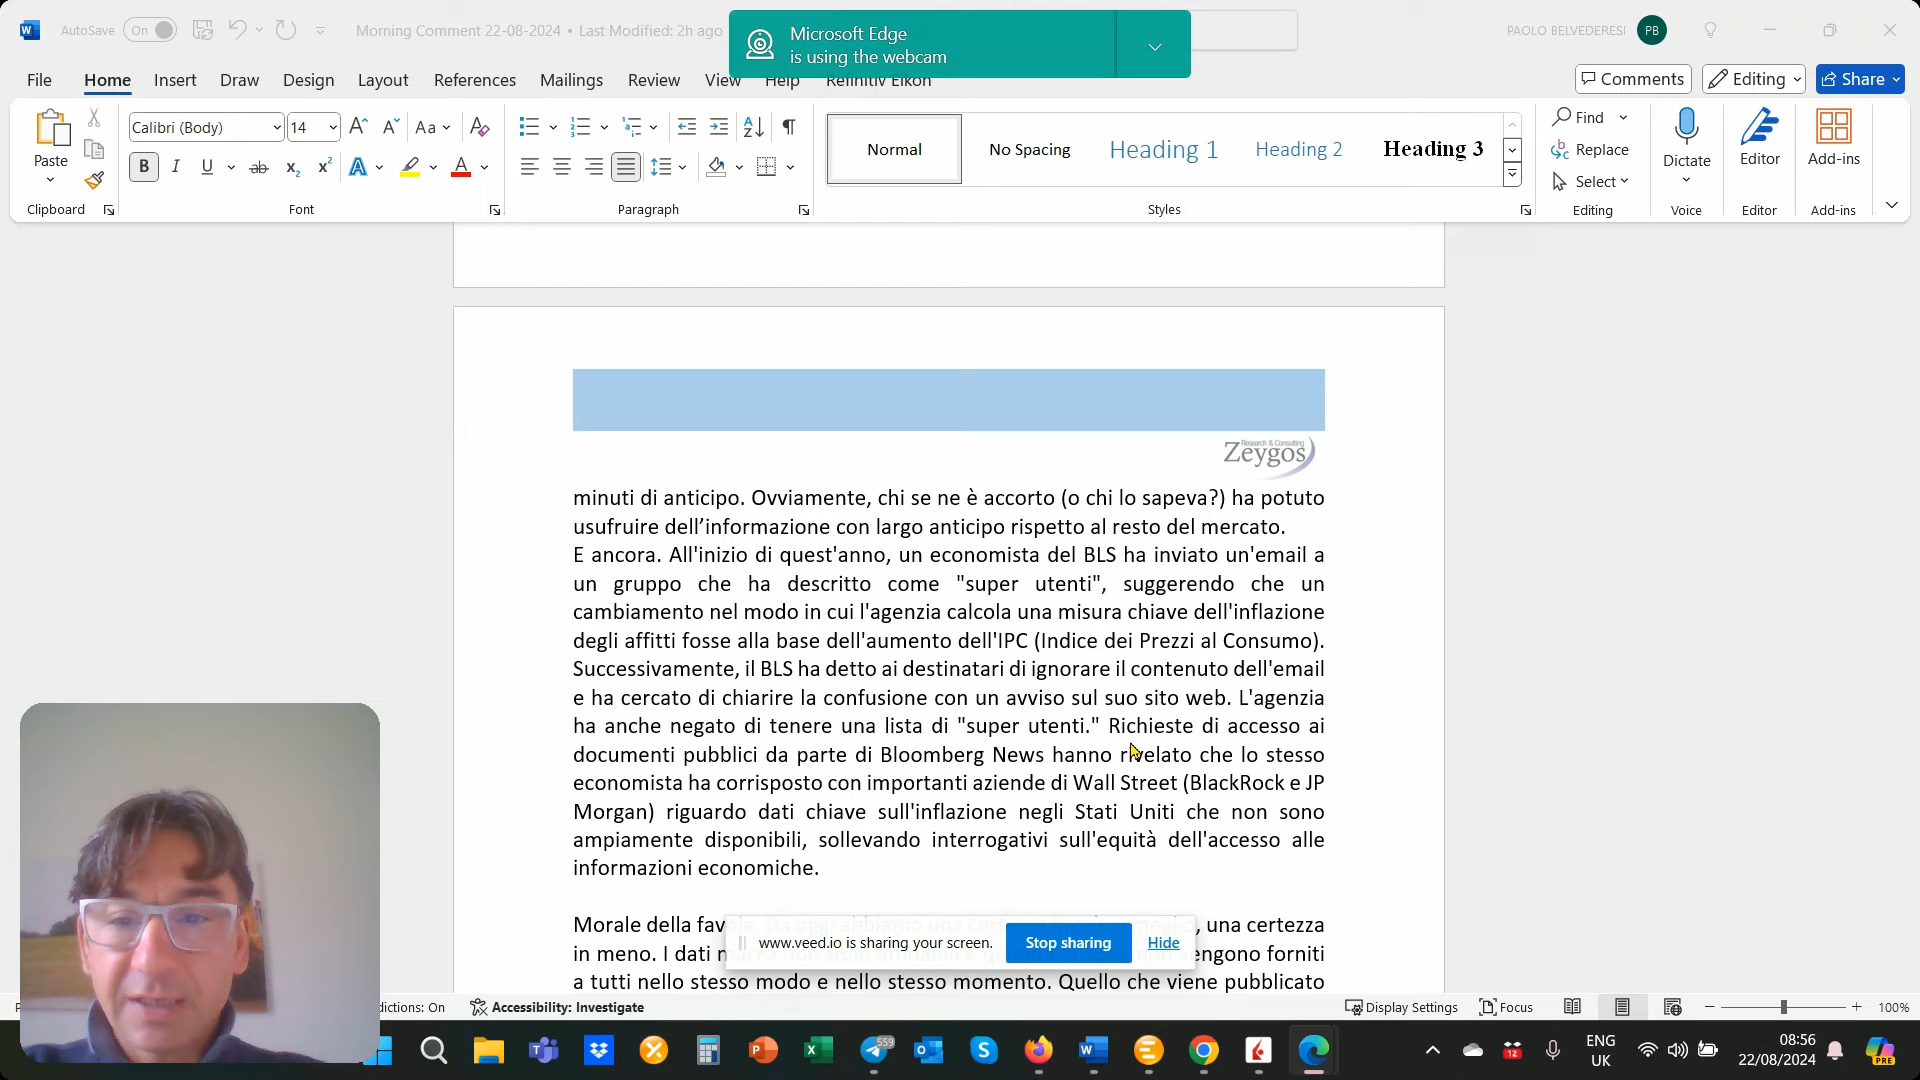 AutoSave
On
Morning Comment 22-08-2024 • Last Modified: 2h ago
Microsoft Edge
is using the webcam
PAOLO BELVEDERESI
PB
File
Home
Insert
Draw
Design
Layout
References
Mailings
Review
View
Help
Refinitiv Eikon
Comments
Editing
Share
Paste
Clipboard
Calibri (Body)
14
Font
Paragraph
Normal
No Spacing
Heading 1
Heading 2
Heading 3
Styles
Find
Replace
Select
Editing
Dictate
Voice
Editor
Editor
Add-ins
Add-ins
Research & Consulting
Zeygos
minuti di anticipo. Ovviamente, chi se ne è accorto (o chi lo sapeva?) ha potuto
usufruire dell’informazione con largo anticipo rispetto al resto del mercato.
E ancora. All'inizio di quest'anno, un economista del BLS ha inviato un'email a
un gruppo che ha descritto come "super utenti", suggerendo che un
cambiamento nel modo in cui l'agenzia calcola una misura chiave dell'inflazione
degli affitti fosse alla base dell'aumento dell'IPC (Indice dei Prezzi al Consumo).
Successivamente, il BLS ha detto ai destinatari di ignorare il contenuto dell'email
e ha cercato di chiarire la confusione con un avviso sul suo sito web. L'agenzia
ha anche negato di tenere una lista di "super utenti." Richieste di accesso ai
documenti pubblici da parte di Bloomberg News hanno rivelato che lo stesso
economista ha corrisposto con importanti aziende di Wall Street (BlackRock e JP
Morgan) riguardo dati chiave sull'inflazione negli Stati Uniti che non sono
ampiamente disponibili, sollevando interrogativi sull'equità dell'accesso alle
informazioni economiche.
Morale della favola, una certezza
in meno. I dati vengono forniti
a tutti nello stesso modo e nello stesso momento. Quello che viene pubblicato
www.veed.io is sharing your screen.
Stop sharing
Hide
dictions: On
Accessibility: Investigate
Display Settings
Focus
100%
559
12
ENG
UK
08:56
22/08/2024
PRE